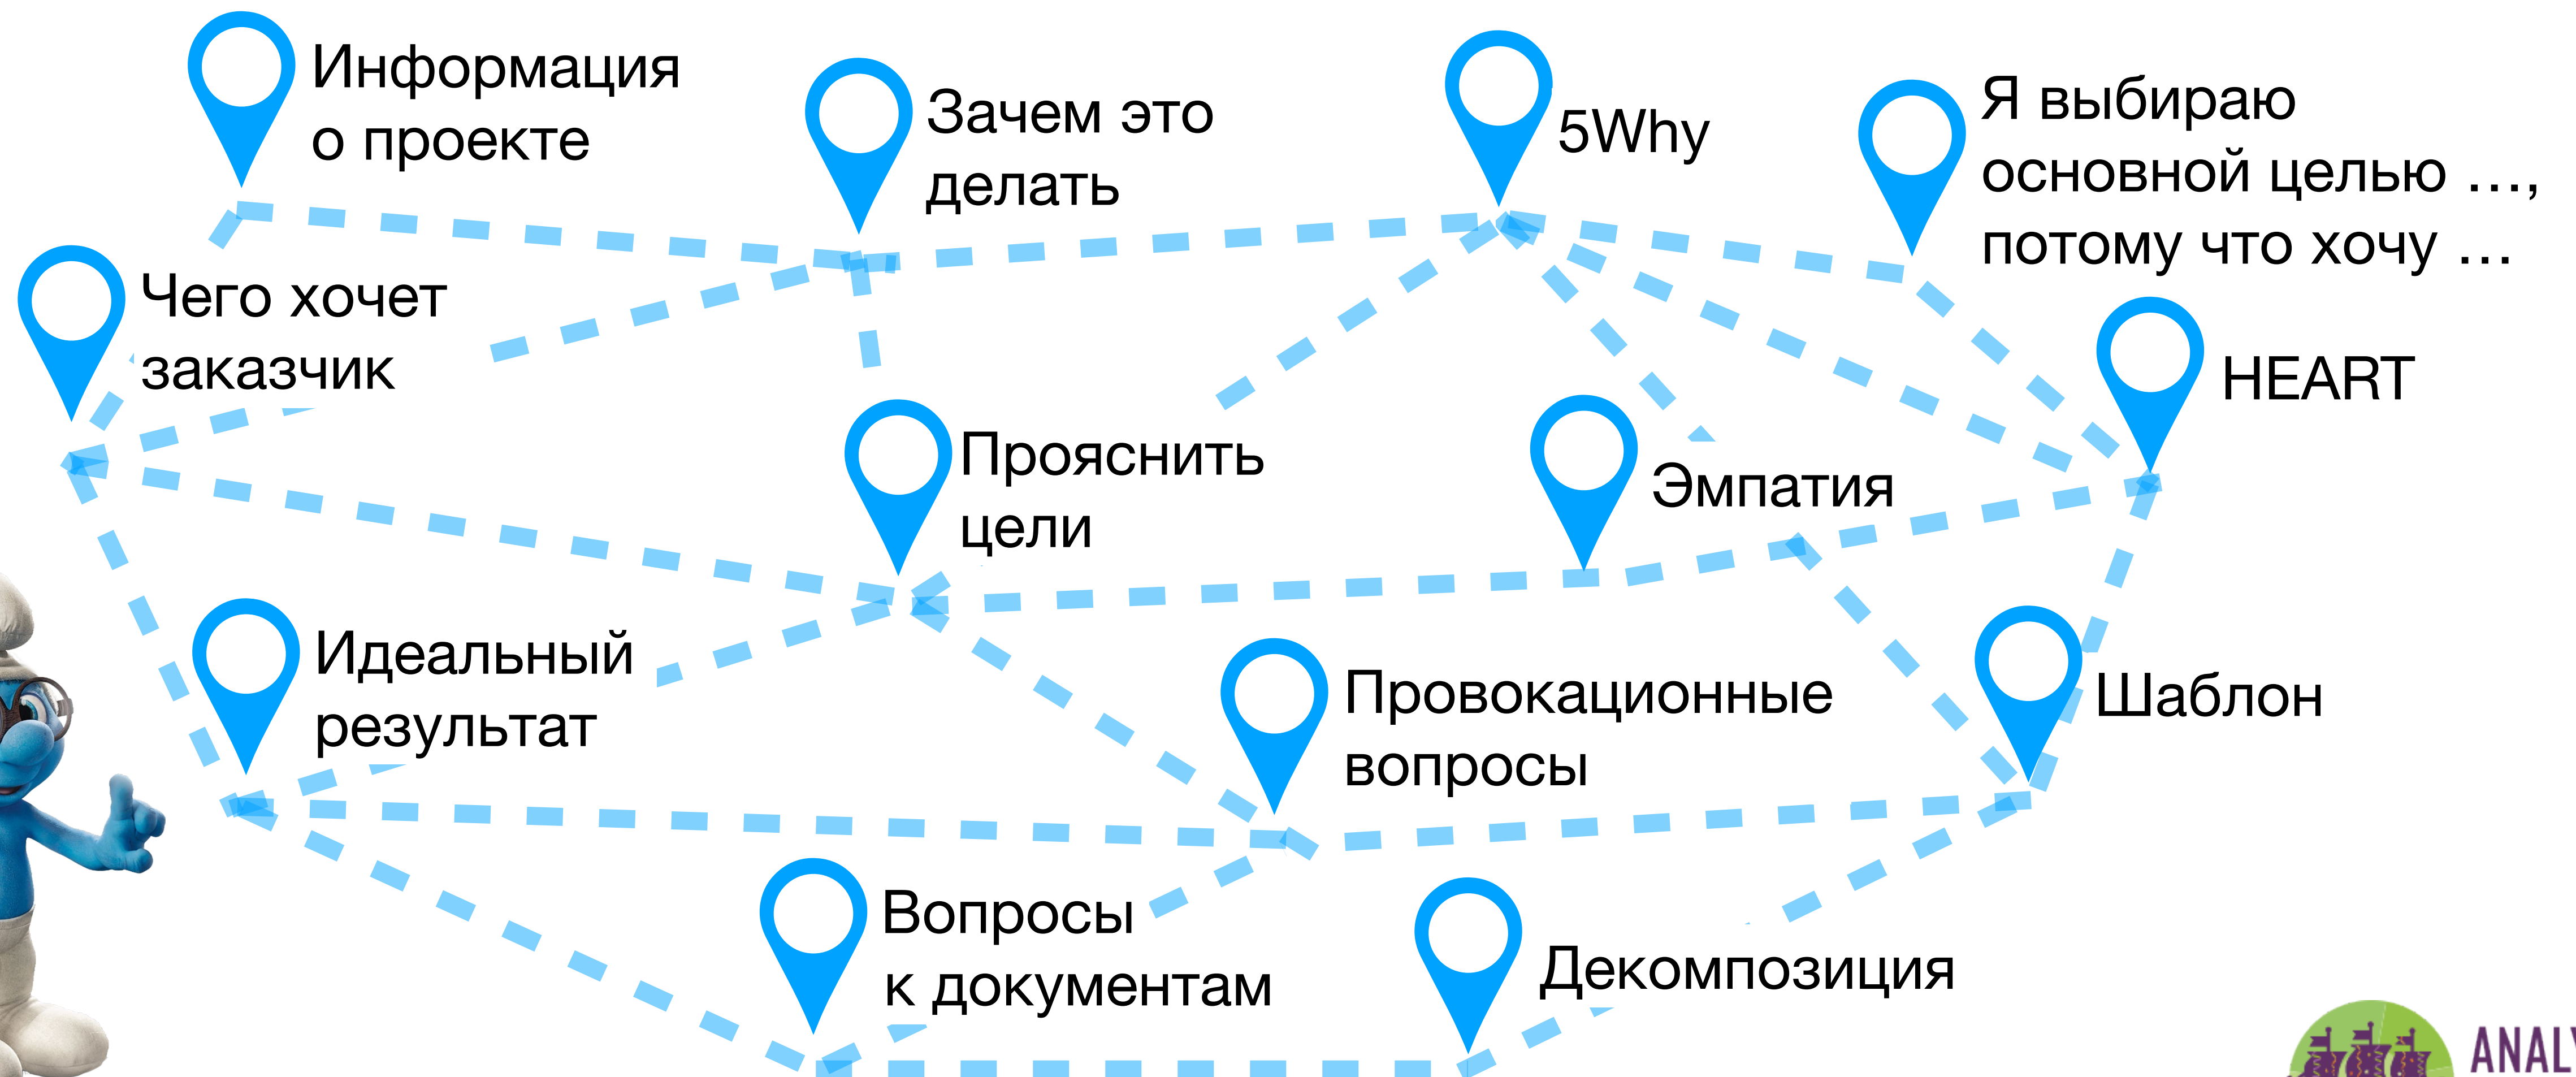 Информация
о проекте
Зачем это
делать
5Why
Я выбираю
основной целью …,
потому что хочу …
Чего хочет
заказчик
HEART
Прояснить
цели
Эмпатия
Идеальный
результат
Провокационные
вопросы
Шаблон
Вопросы
к документам
Декомпозиция